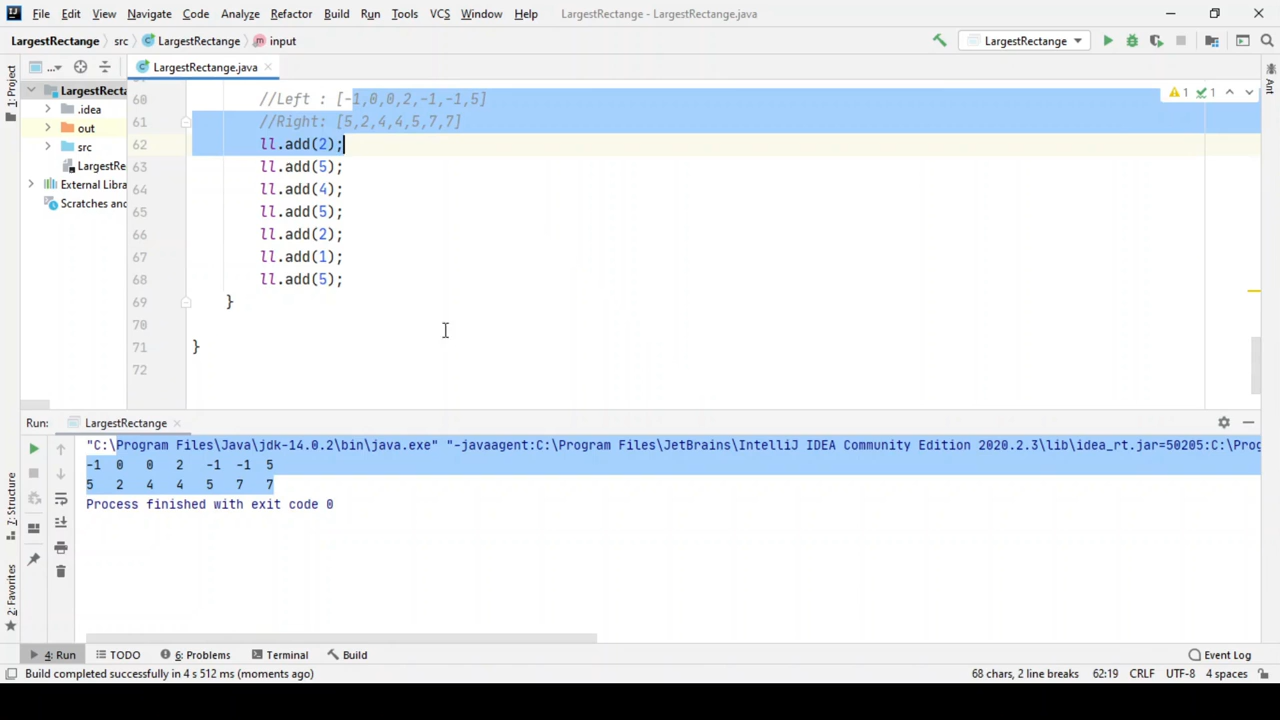 File Edit View Navigate Code Analyze Refactor Build Run Tools VCS Window Help LargestRectange - LargestRectange.java
LargestRectange src LargestRectange input LargestRectange
1: Project
... LargestRectange.java
LargestRecta
.idea
out
src
LargestRe
External Libra
Scratches and
60 //Left : [-1,0,0,2,-1,-1,5]
61 //Right: [5,2,4,4,5,7,7]
62 ll.add(2);
63 ll.add(5);
64 ll.add(4);
65 ll.add(5);
66 ll.add(2);
67 ll.add(1);
68 ll.add(5);
69 }
70
71 }
72
1 1
Ant
Run: LargestRectange
"C:\Program Files\Java\jdk-14.0.2\bin\java.exe" "-javaagent:C:\Program Files\JetBrains\IntelliJ IDEA Community Edition 2020.2.3\lib\idea_rt.jar=50205:C:\Prog
-1 0 0 2 -1 -1 5
5 2 4 4 5 7 7
Process finished with exit code 0
Z: Structure
2: Favorites
4: Run TODO 6: Problems Terminal Build Event Log
Build completed successfully in 4 s 512 ms (moments ago) 68 chars, 2 line breaks 62:19 CRLF UTF-8 4 spaces